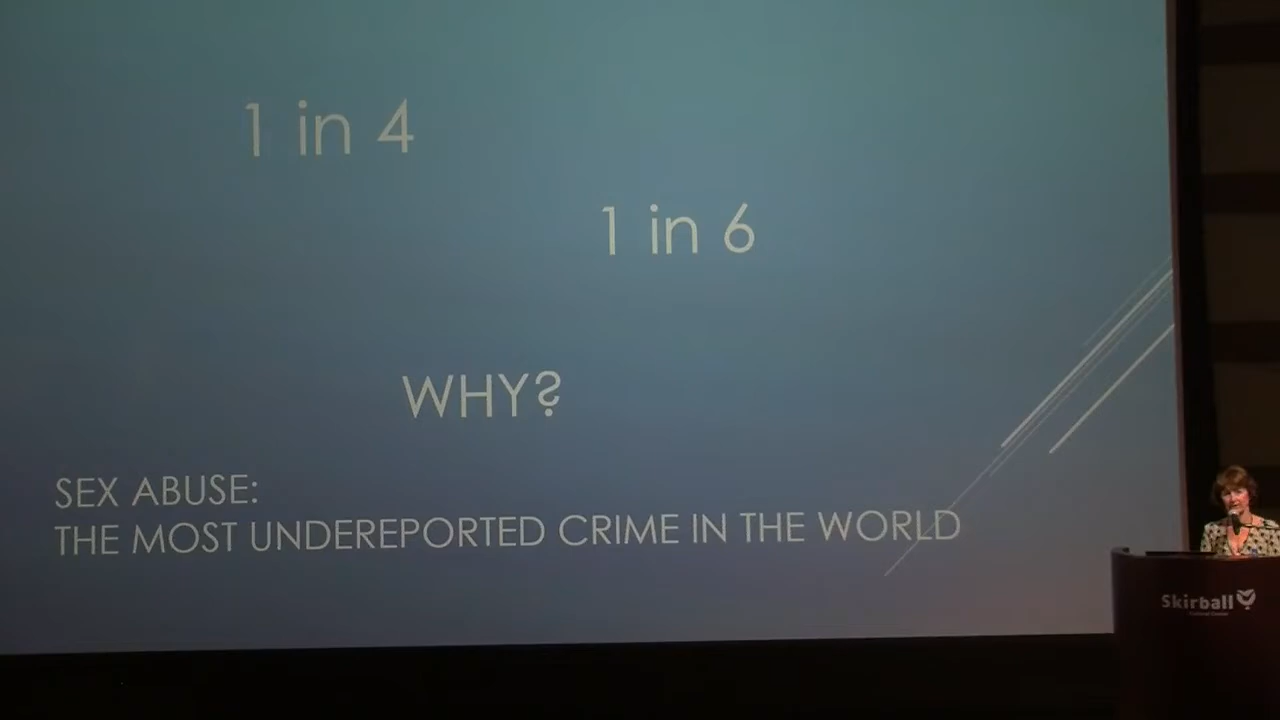 1 in 4
1 in 6
WHY?
SEX ABUSE:
THE MOST UNDEREPORTED CRIME IN THE WORLD
Skirball